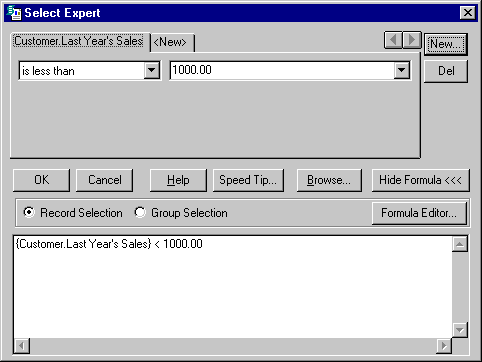 Select Expert
Customer.Last Year's Sales <New> New...
is less than 1000.00 Del
OK Cancel Help Speed Tip... Browse... Hide Formula <<<
Record Selection Group Selection Formula Editor...
{Customer.Last Year's Sales} < 1000.00